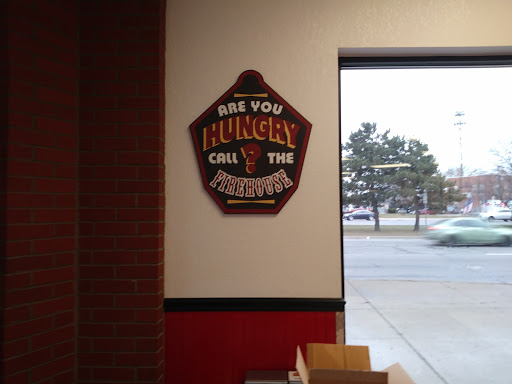 ARE YOU
HUNGRY
CALL ? THE
FIREHOUSE